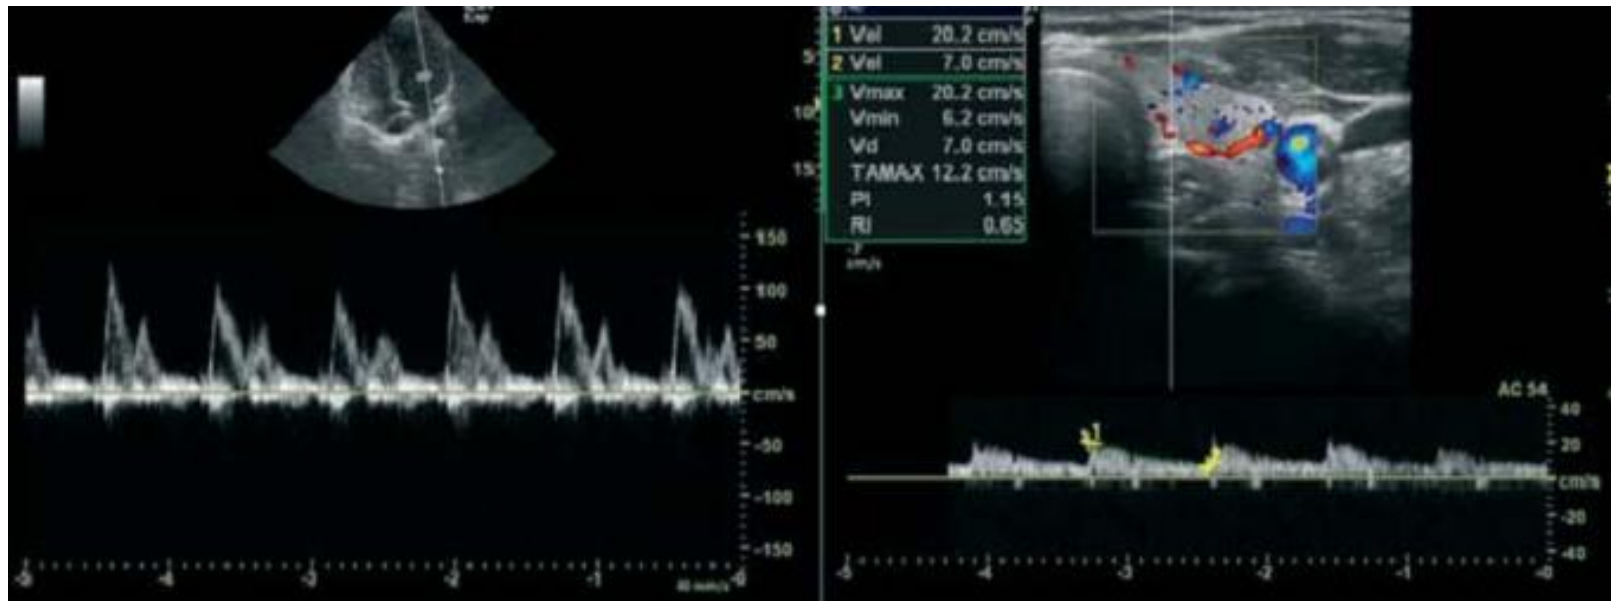 1 Vel 20.2 cm/s
2 Vel 7.0 cm/s
3 Vmax 20.2 cm/s
Vmin 6.2 cm/s
Vd 7.0 cm/s
TAMAX 12.2 cm/s
PI 1.15
RI 0.65
-7
cm/s
5
10
15
150
100
50
cm/s
-50
-100
-150
-5 -4 -3 -2 -1 -0
AC 54
40
20
cm/s
-20
-40
1
-5 -4 -3 -2 -1 -0